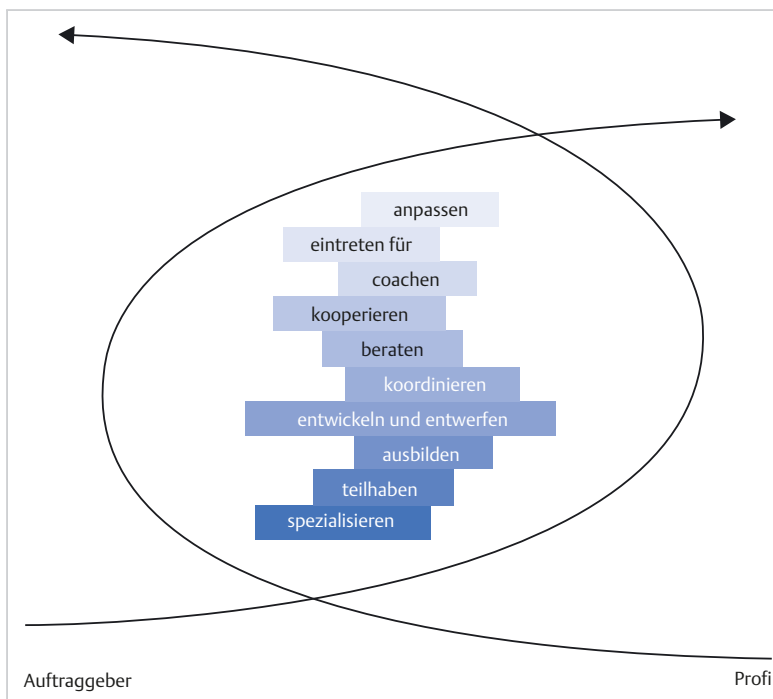 anpassen
eintreten für
coachen
kooperieren
beraten
koordinieren
entwickeln und entwerfen
ausbilden
teilhaben
spezialisieren
Auftraggeber
Profi